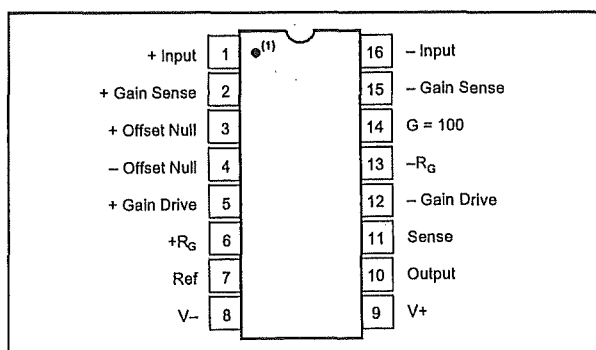 + Input 1 (1) 16 – Input
+ Gain Sense 2 15 – Gain Sense
+ Offset Null 3 14 G = 100
– Offset Null 4 13 –RG
+ Gain Drive 5 12 – Gain Drive
+RG 6 11 Sense
Ref 7 10 Output
V– 8 9 V+